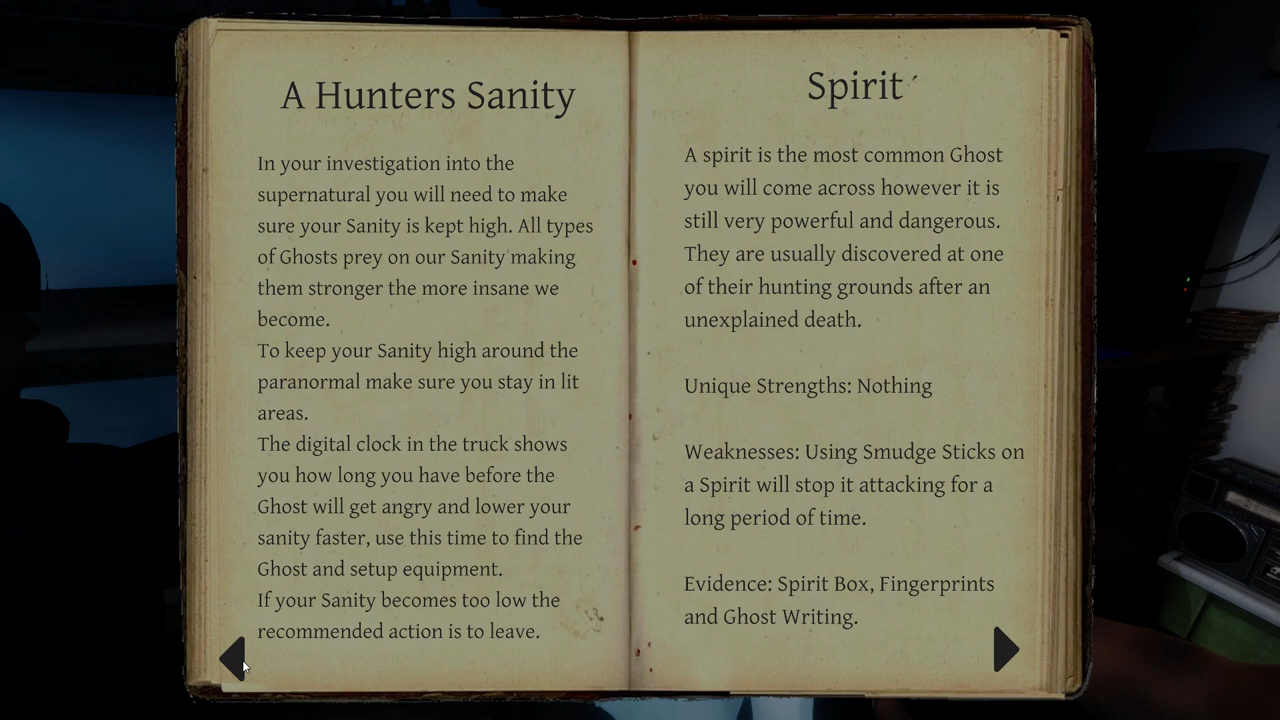 A Hunters Sanity
In your investigation into the
supernatural you will need to make
sure your Sanity is kept high. All types
of Ghosts prey on our Sanity making
them stronger the more insane we
become.
To keep your Sanity high around the
paranormal make sure you stay in lit
areas.
The digital clock in the truck shows
you how long you have before the
Ghost will get angry and lower your
sanity faster, use this time to find the
Ghost and setup equipment.
If your Sanity becomes too low the
recommended action is to leave.
Spirit
A spirit is the most common Ghost
you will come across however it is
still very powerful and dangerous.
They are usually discovered at one
of their hunting grounds after an
unexplained death.
Unique Strengths: Nothing
Weaknesses: Using Smudge Sticks on
a Spirit will stop it attacking for a
long period of time.
Evidence: Spirit Box, Fingerprints
and Ghost Writing.